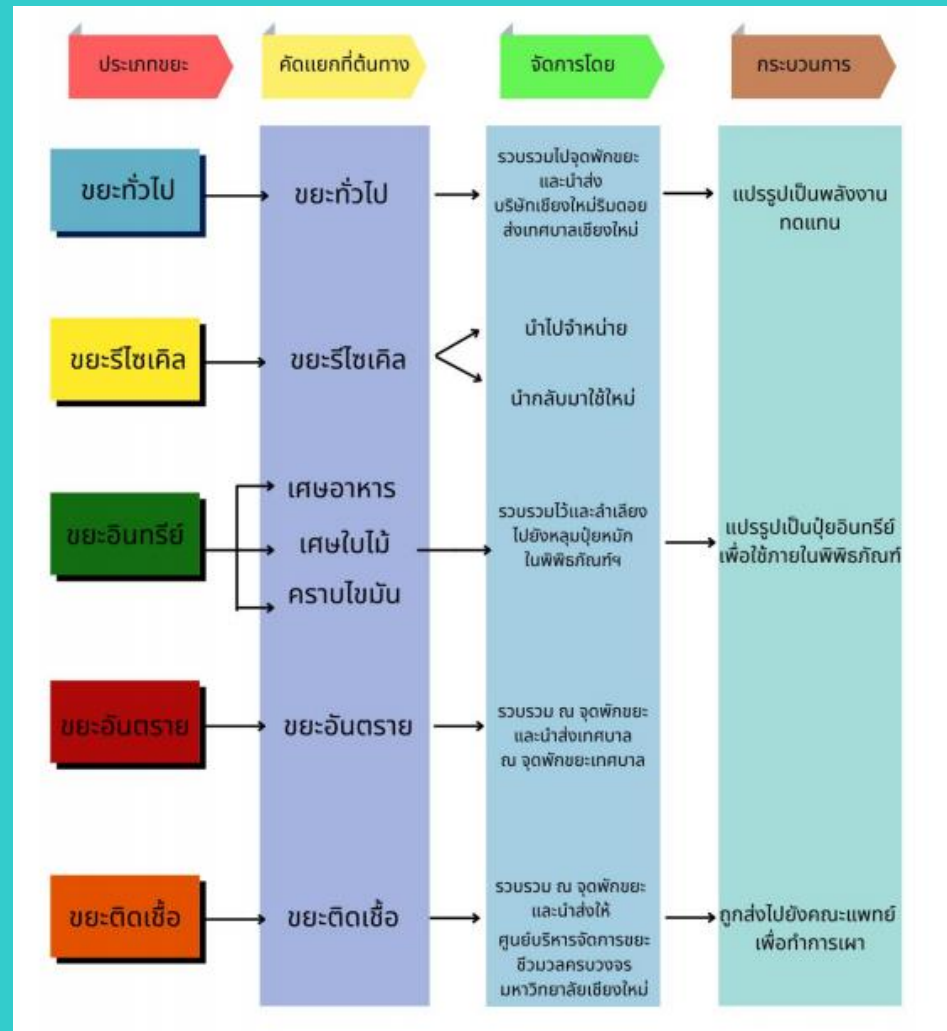 ประเภทขยะ
คัดแยกที่ต้นทาง
จัดการโดย
กระบวนการ
ขยะทั่วไป
ขยะทั่วไป
รวบรวมไปจุดพักขยะ
และนำส่ง
บริษัทเชียงใหม่ริมดอย
ส่งเทศบาลเชียงใหม่
แปรรูปเป็นพลังงาน
ทดแทน
ขยะรีไซเคิล
ขยะรีไซเคิล
นำไปจำหน่าย
นำกลับมาใช้ใหม่
ขยะอินทรีย์
เศษอาหาร
เศษใบไม้
คราบไขมัน
รวบรวมไว้และลำเลียง
ไปยังหลุมปุ๋ยหมัก
ในพิพิธภัณฑ์ฯ
แปรรูปเป็นปุ๋ยอินทรีย์
เพื่อใช้ภายในพิพิธภัณฑ์
ขยะอันตราย
ขยะอันตราย
รวบรวม ณ จุดพักขยะ
และนำส่งเทศบาล
ณ จุดพักขยะเทศบาล
ขยะติดเชื้อ
ขยะติดเชื้อ
รวบรวม ณ จุดพักขยะ
และนำส่งให้
ศูนย์บริหารจัดการขยะ
ชีวมวลครบวงจร
มหาวิทยาลัยเชียงใหม่
ถูกส่งไปยังคณะแพทย์
เพื่อทำการเผา